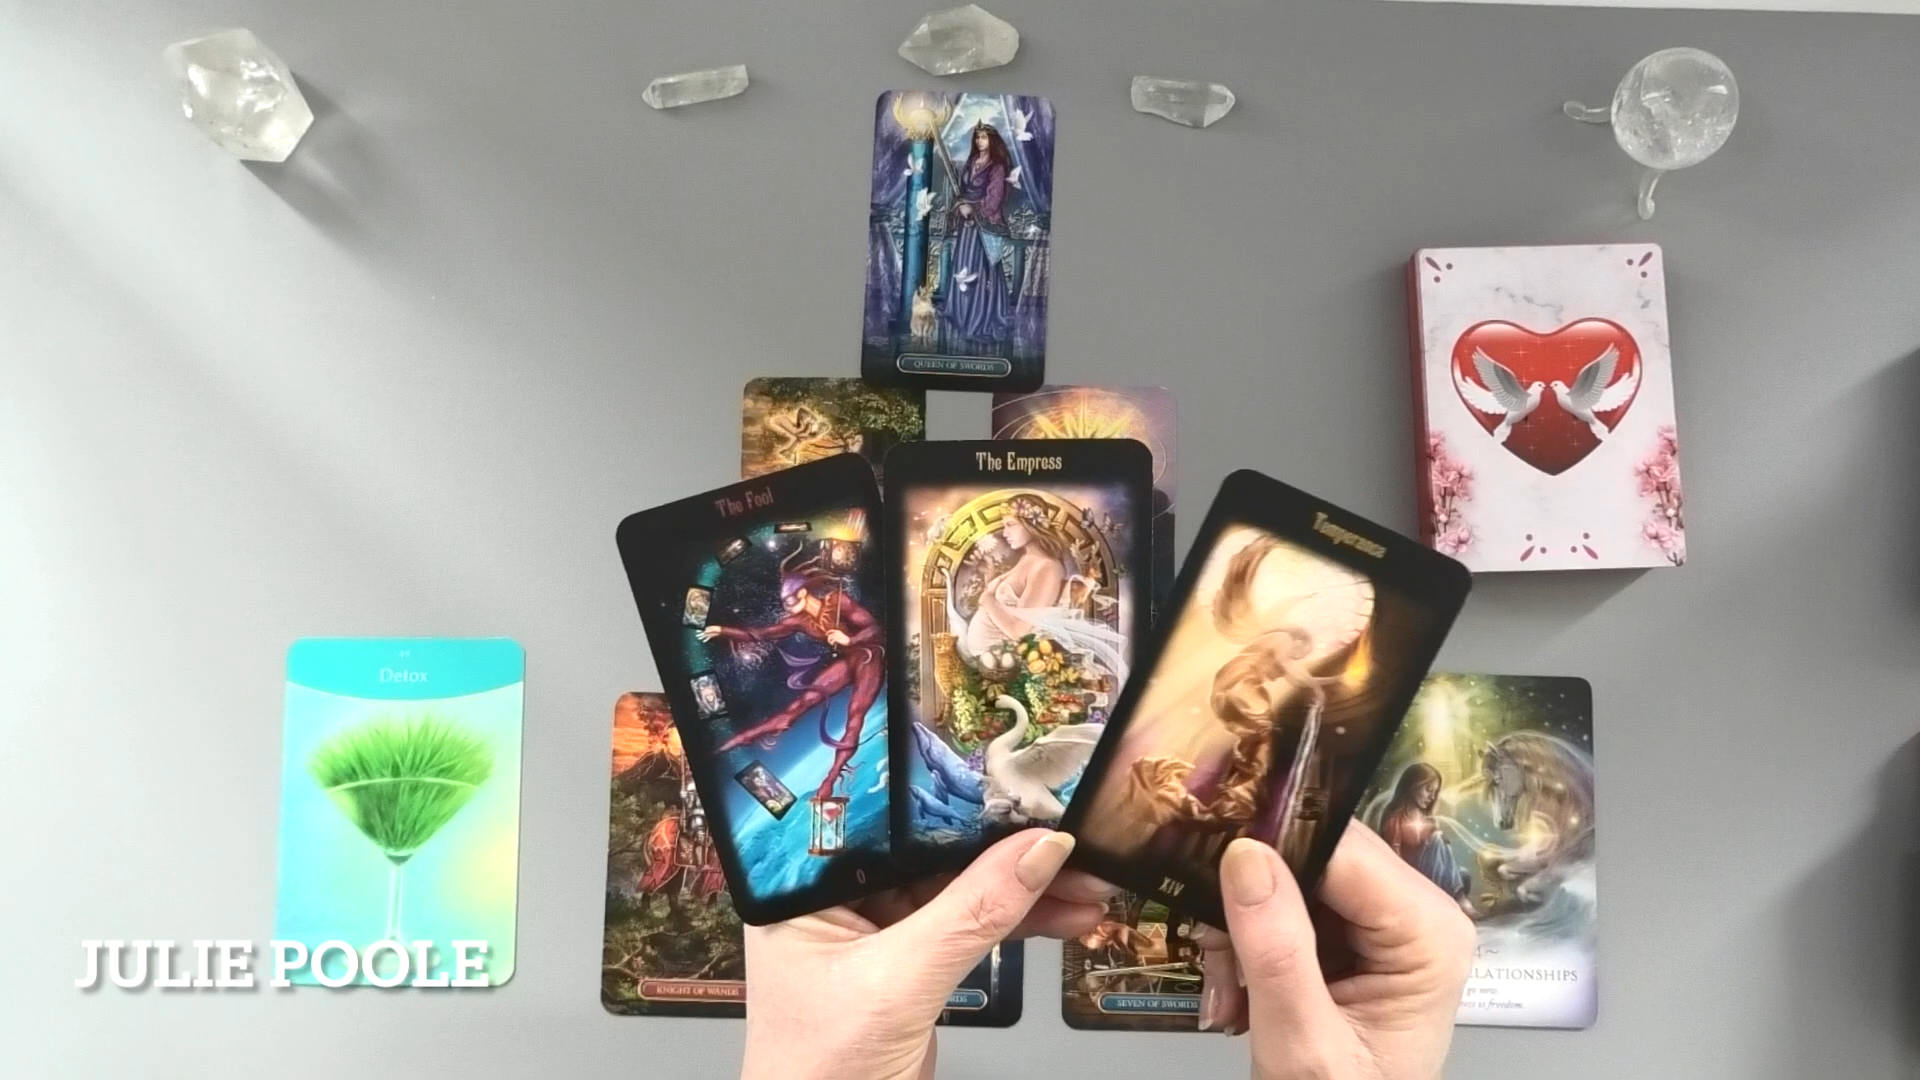 QUEEN OF SWORDS
The Fool
The Empress
Temperance
Detox
0
XIV
JULIE POOLE
KNIGHT OF WANDS
SEVEN OF SWORDS